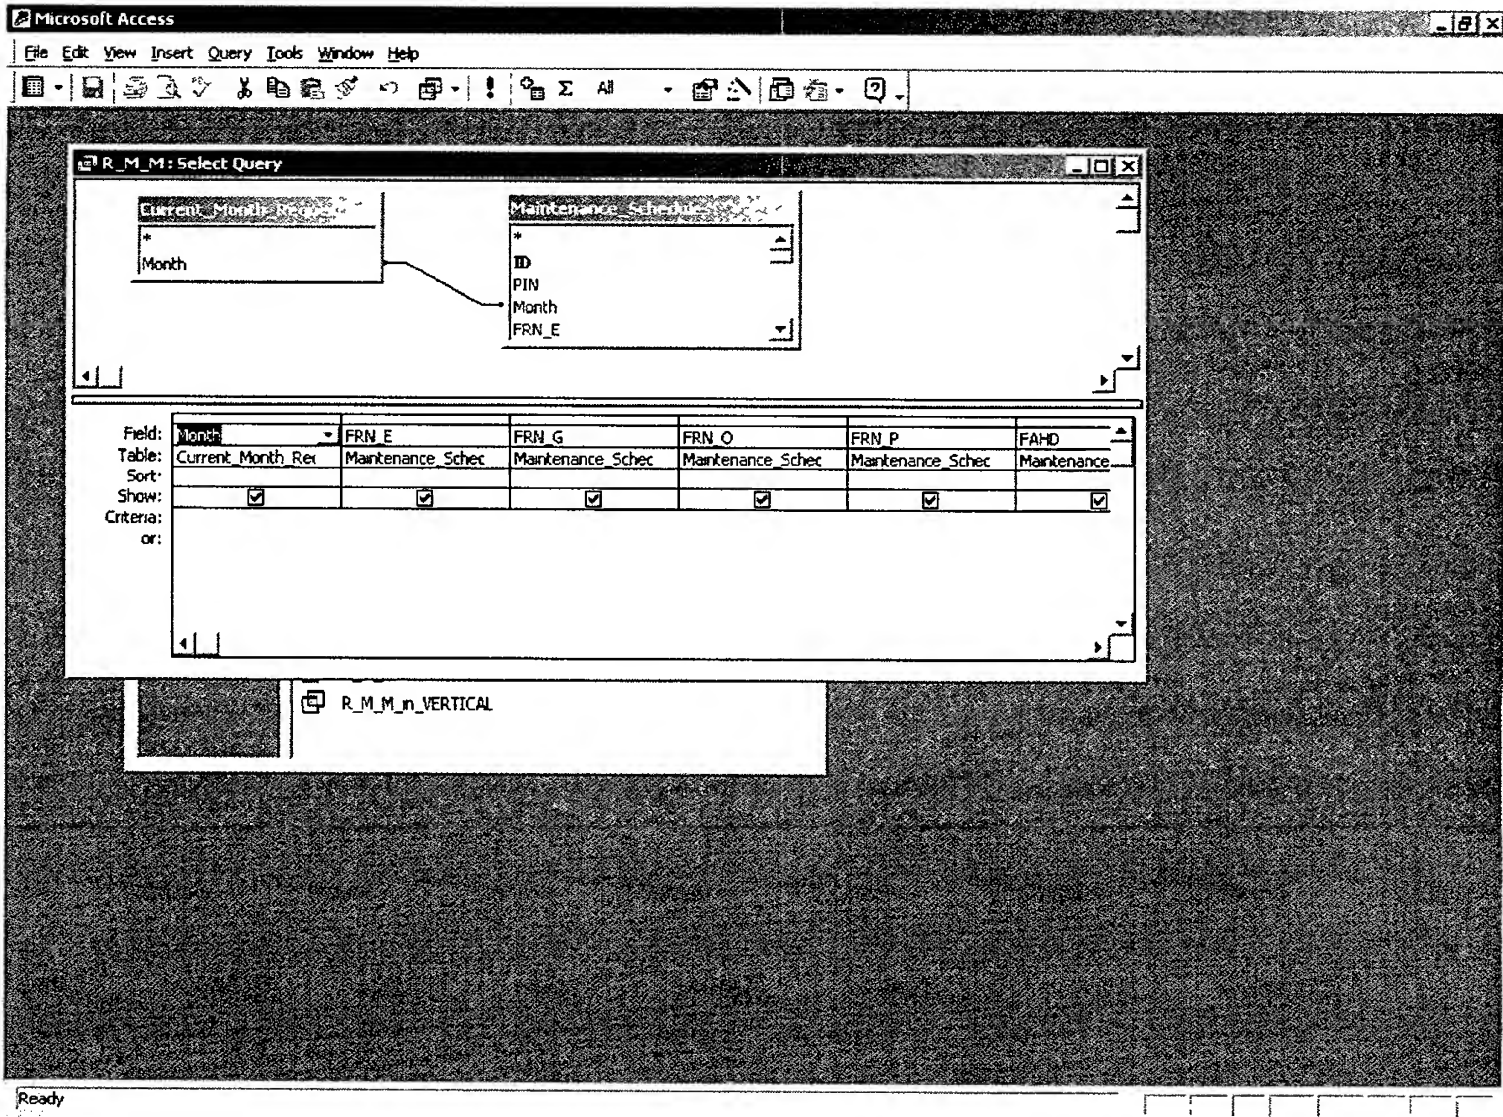 Microsoft Access
File Edit View Insert Query Tools Window Help
Σ All
R_M_M : Select Query
Current_Month_Reques
*
Month
Maintenance_Schedule
*
ID
PIN
Month
FRN_E
Field: Month FRN_E FRN_G FRN_O FRN_P FAHD
Table: Current_Month_Rec Maintenance_Schec Maintenance_Schec Maintenance_Schec Maintenance_Schec Maintenance
Sort:
Show:
Criteria:
or:
R_M_M_in_VERTICAL
Ready